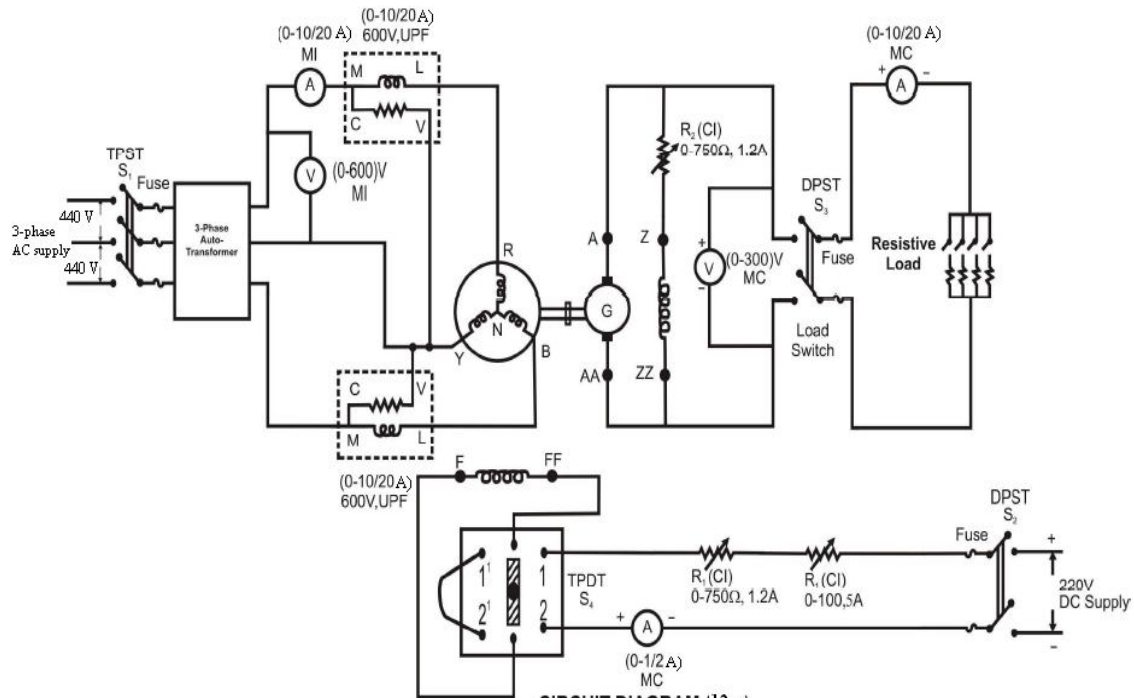 (0-10/20 A)
600V,UPF
(0-10/20 A)
MI
A
M
L
C
V
V
(0-600)V
MI
TPST
S1
Fuse
440 V
3-phase
AC supply
440 V
3-Phase
Auto-
Transformer
R
N
Y
B
C
V
M
L
(0-10/20 A)
600V,UPF
A
G
AA
Z
ZZ
R2 (CI)
0-750Ω, 1.2A
+
V
-
(0-300)V
MC
DPST
S3
Fuse
Load
Switch
(0-10/20 A)
MC
+
A
-
Resistive
Load
F
FF
1¹
1
2¹
2
TPDT
S4
R1 (CI)
0-750Ω, 1.2A
R1 (CI)
0-100,5A
+
A
-
(0-1/2 A)
MC
DPST
S2
Fuse
+
220V
DC Supply
-